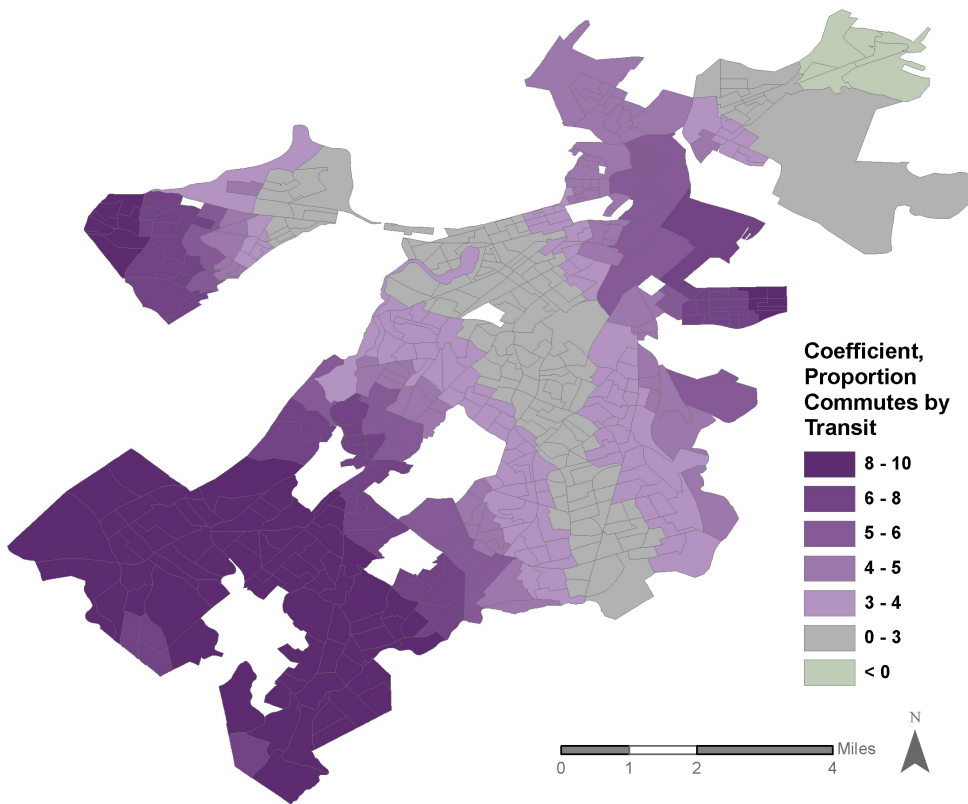 Coefficient,
Proportion
Commutes by
Transit
8 - 10
6 - 8
5 - 6
4 - 5
3 - 4
0 - 3
< 0
N
Miles
0 1 2 4